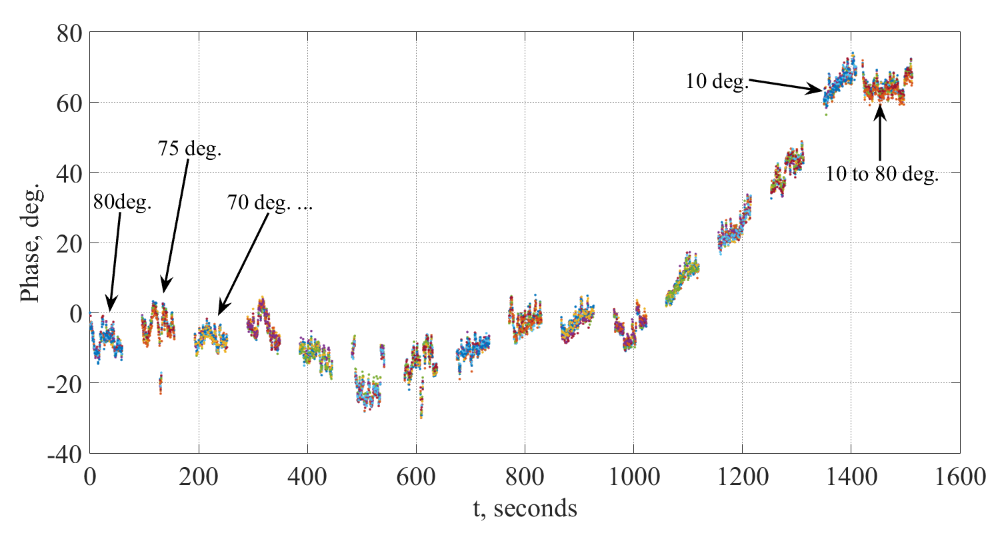 80
60
40
20
0
-20
-40
Phase, deg.
10 deg.
75 deg.
80deg.
70 deg. ...
10 to 80 deg.
0 200 400 600 800 1000 1200 1400 1600
t, seconds